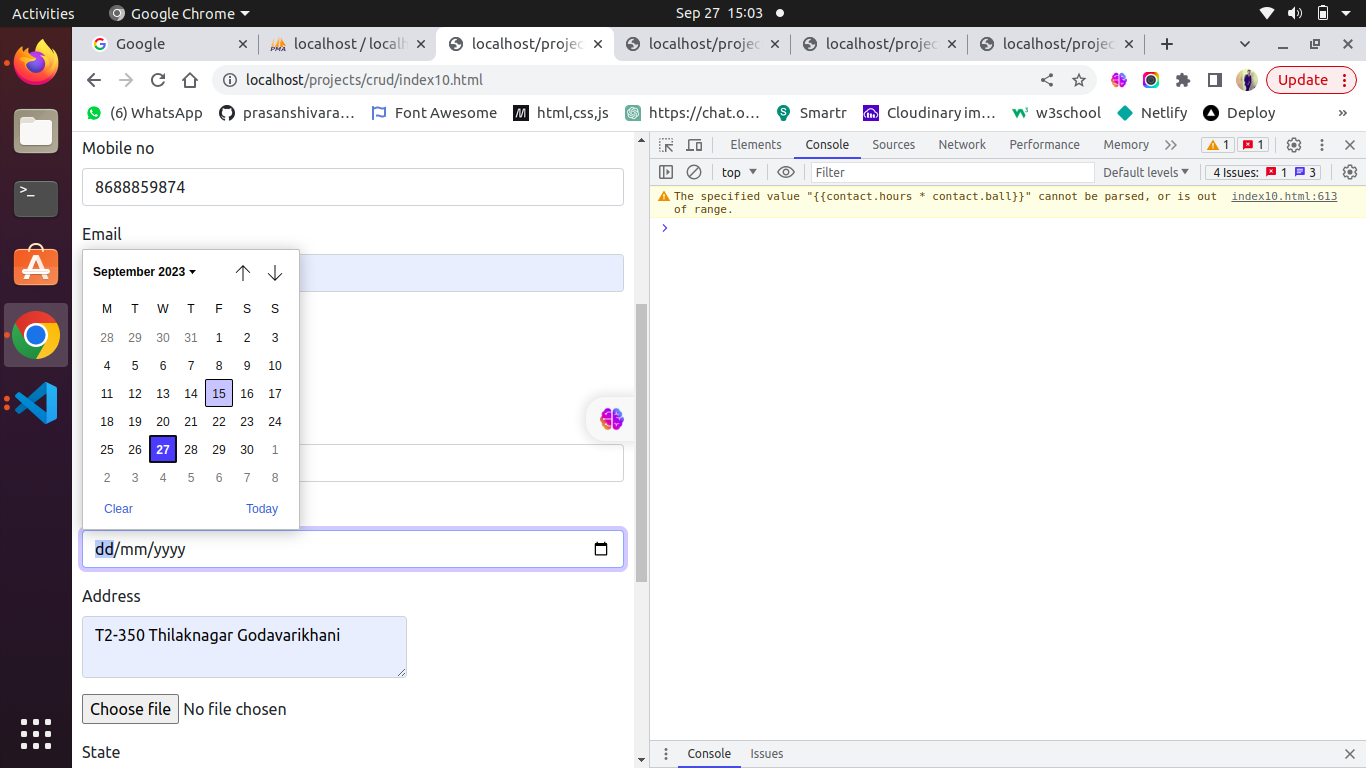 Activities
Google Chrome
Sep 27 15:03
Google
localhost / local
localhost/projec
localhost/projec
localhost/projec
localhost/projec
localhost/projects/crud/index10.html
Update
(6) WhatsApp
prasanshivara…
Font Awesome
html,css,js
https://chat.o…
Smartr
Cloudinary im…
w3school
Netlify
Deploy
»
Mobile no
8688859874
Email
September 2023
M T W T F S S
28 29 30 31 1 2 3
4 5 6 7 8 9 10
11 12 13 14 15 16 17
18 19 20 21 22 23 24
25 26 27 28 29 30 1
2 3 4 5 6 7 8
Clear Today
dd/mm/yyyy
Address
T2-350 Thilaknagar Godavarikhani
Choose file No file chosen
State
Elements Console Sources Network Performance Memory » 1 1
top Filter Default levels 4 Issues: 1 3
The specified value "{{contact.hours * contact.ball}}" cannot be parsed, or is out index10.html:613
of range.
Console Issues